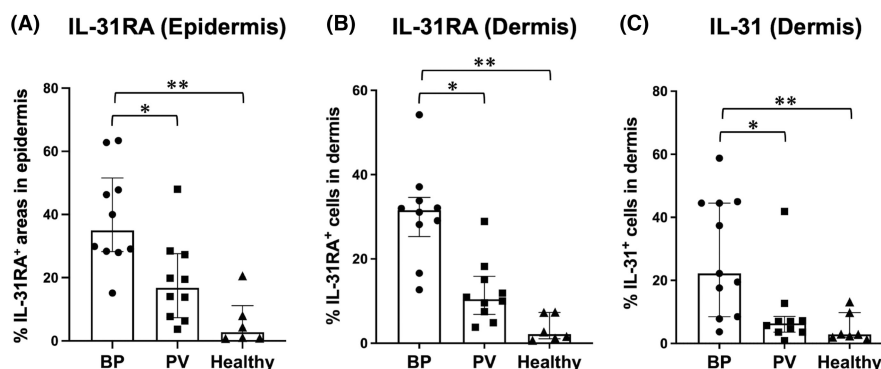 (A) IL-31RA (Epidermis)
% IL-31RA+ areas in epidermis
80
60
40
20
0
**
*
BP PV Healthy
(B) IL-31RA (Dermis)
% IL-31RA+ cells in dermis
60
40
20
0
**
*
BP PV Healthy
(C) IL-31 (Dermis)
% IL-31+ cells in dermis
80
60
40
20
0
**
*
BP PV Healthy